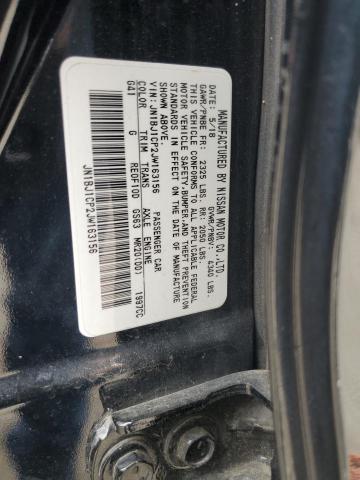 MANUFACTURED BY NISSAN MOTOR CO.,LTD.
DATE: 5/18 GVWR/PNBV: 4340 LBS.
GAWR/PNBE FR: 2325 LBS. RR: 2050 LBS.
THIS VEHICLE CONFORMS TO ALL APPLICABLE FEDERAL
MOTOR VEHICLE SAFETY,BUMPER,AND THEFT PREVENTION
STANDARDS IN EFFECT ON THE DATE OF MANUFACTURE
SHOWN ABOVE.
VIN: JN1BJ1CP2JW163156 PASSENGER CAR
COLOR TRIM TRANS AXLE ENGINE
G41 G RE0F10D GS63 MR20(DD) 1997CC
JN1BJ1CP2JW163156